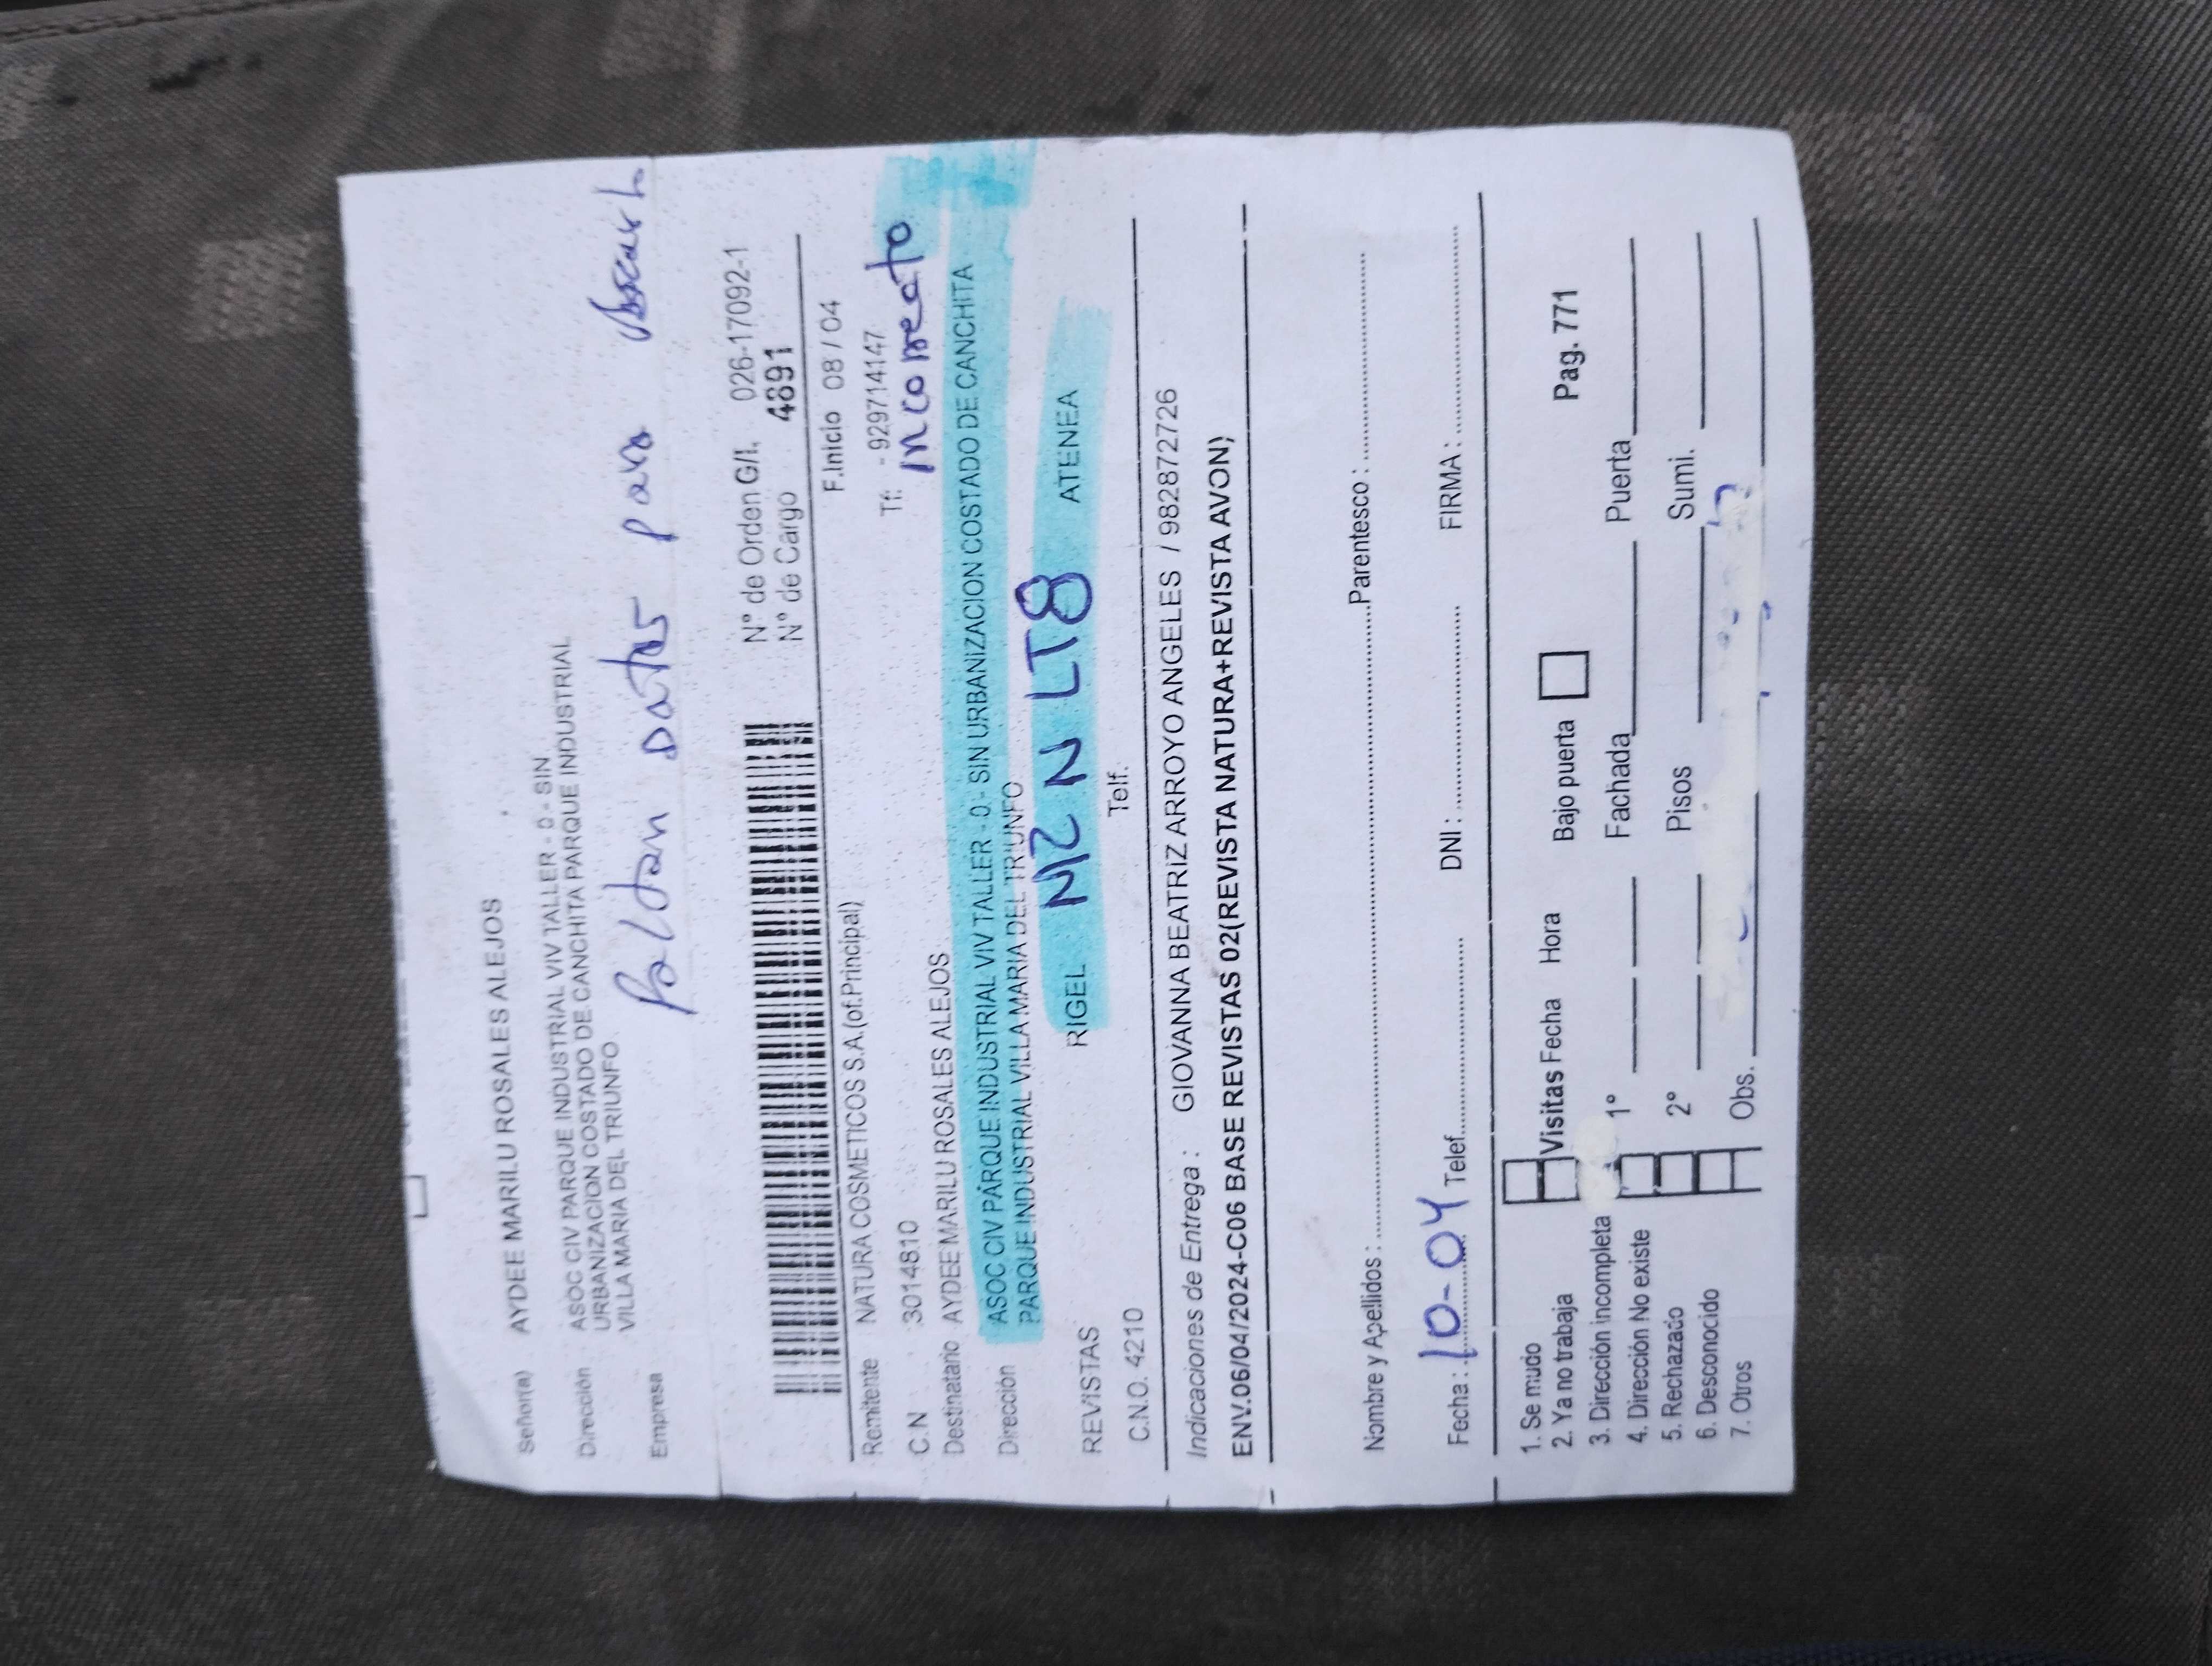 Señor(a) AYDEE MARILU ROSALES ALEJOS
Dirección ASOC CIV PARQUE INDUSTRIAL VIV TALLER - 0 - SIN
URBANIZACION COSTADO DE CANCHITA PARQUE INDUSTRIAL
VILLA MARIA DEL TRIUNFO
Empresa
Faltan Datos para
N° de Orden G/I. 026-17092-1
N° de Cargo 4891
F.Inicio 08 / 04
Remitente NATURA COSMETICOS S.A.(of.Principal)
Tf: - 929714147
C.N 3014810
incorrecto
Destinatario AYDEE MARILU ROSALES ALEJOS
Dirección ASOC CIV PARQUE INDUSTRIAL VIV TALLER - 0 - SIN URBANIZACION COSTADO DE CANCHITA
PARQUE INDUSTRIAL VILLA MARIA DEL TRIUNFO
MZ N LT8
REVISTAS RIGEL ATENEA
C.N.O. 4210 Telf.
Indicaciones de Entrega : GIOVANNA BEATRIZ ARROYO ANGELES / 982872726
ENV.06/04/2024-C06 BASE REVISTAS 02(REVISTA NATURA+REVISTA AVON)
Nombre y Apellidos : Parentesco :
Fecha : 10-04 Telef. DNI : FIRMA :
1. Se mudo Visitas Fecha Hora Bajo puerta Pag. 771
2. Ya no trabaja
3. Dirección incompleta 1° Fachada Puerta
4. Dirección No existe
5. Rechazado 2° Pisos Sumi.
6. Desconocido
7. Otros Obs.